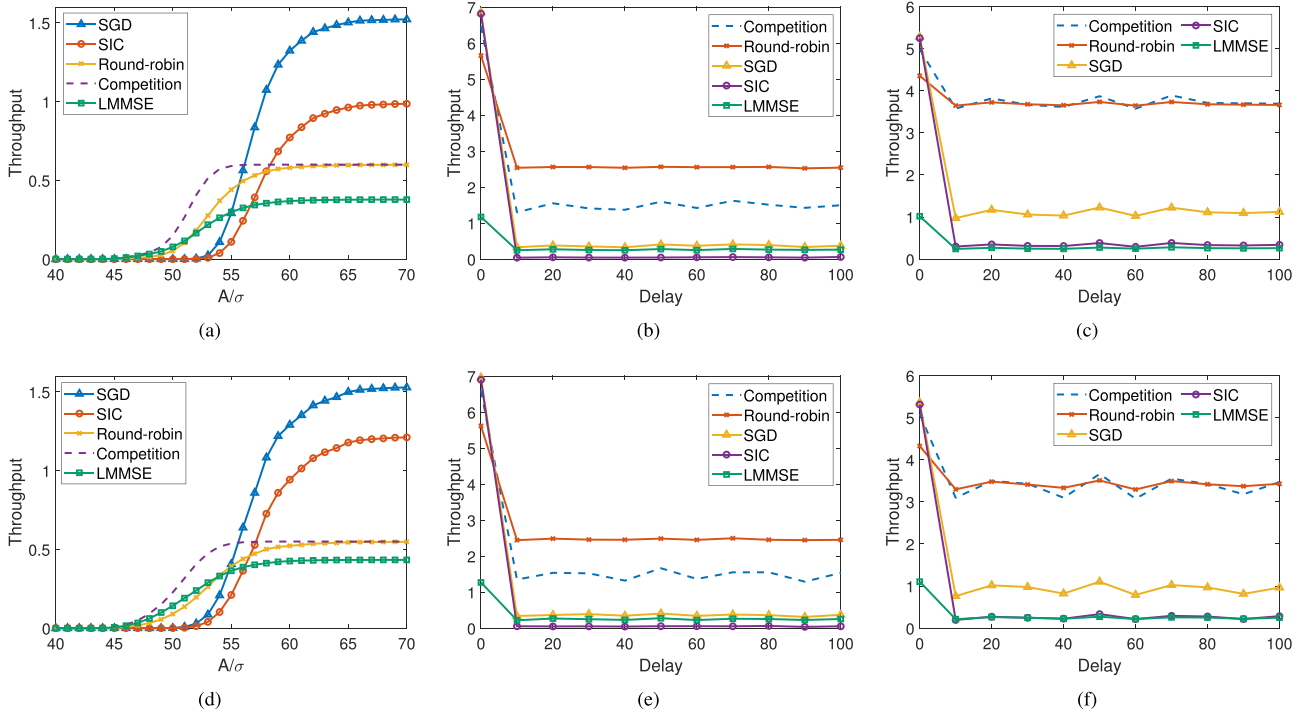 SGD
SIC
Round-robin
Competition
LMMSE
Throughput
1.5
1
0.5
0
40 45 50 55 60 65 70
A/σ
(a)
Competition
Round-robin
SGD
SIC
LMMSE
Throughput
7
6
5
4
3
2
1
0
0 20 40 60 80 100
Delay
(b)
Competition SIC
Round-robin LMMSE
SGD
Throughput
6
5
4
3
2
1
0
0 20 40 60 80 100
Delay
(c)
SGD
SIC
Round-robin
Competition
LMMSE
Throughput
1.5
1
0.5
0
40 45 50 55 60 65 70
A/σ
(d)
Competition
Round-robin
SGD
SIC
LMMSE
Throughput
7
6
5
4
3
2
1
0
0 20 40 60 80 100
Delay
(e)
Competition SIC
Round-robin LMMSE
SGD
Throughput
6
5
4
3
2
1
0
0 20 40 60 80 100
Delay
(f)